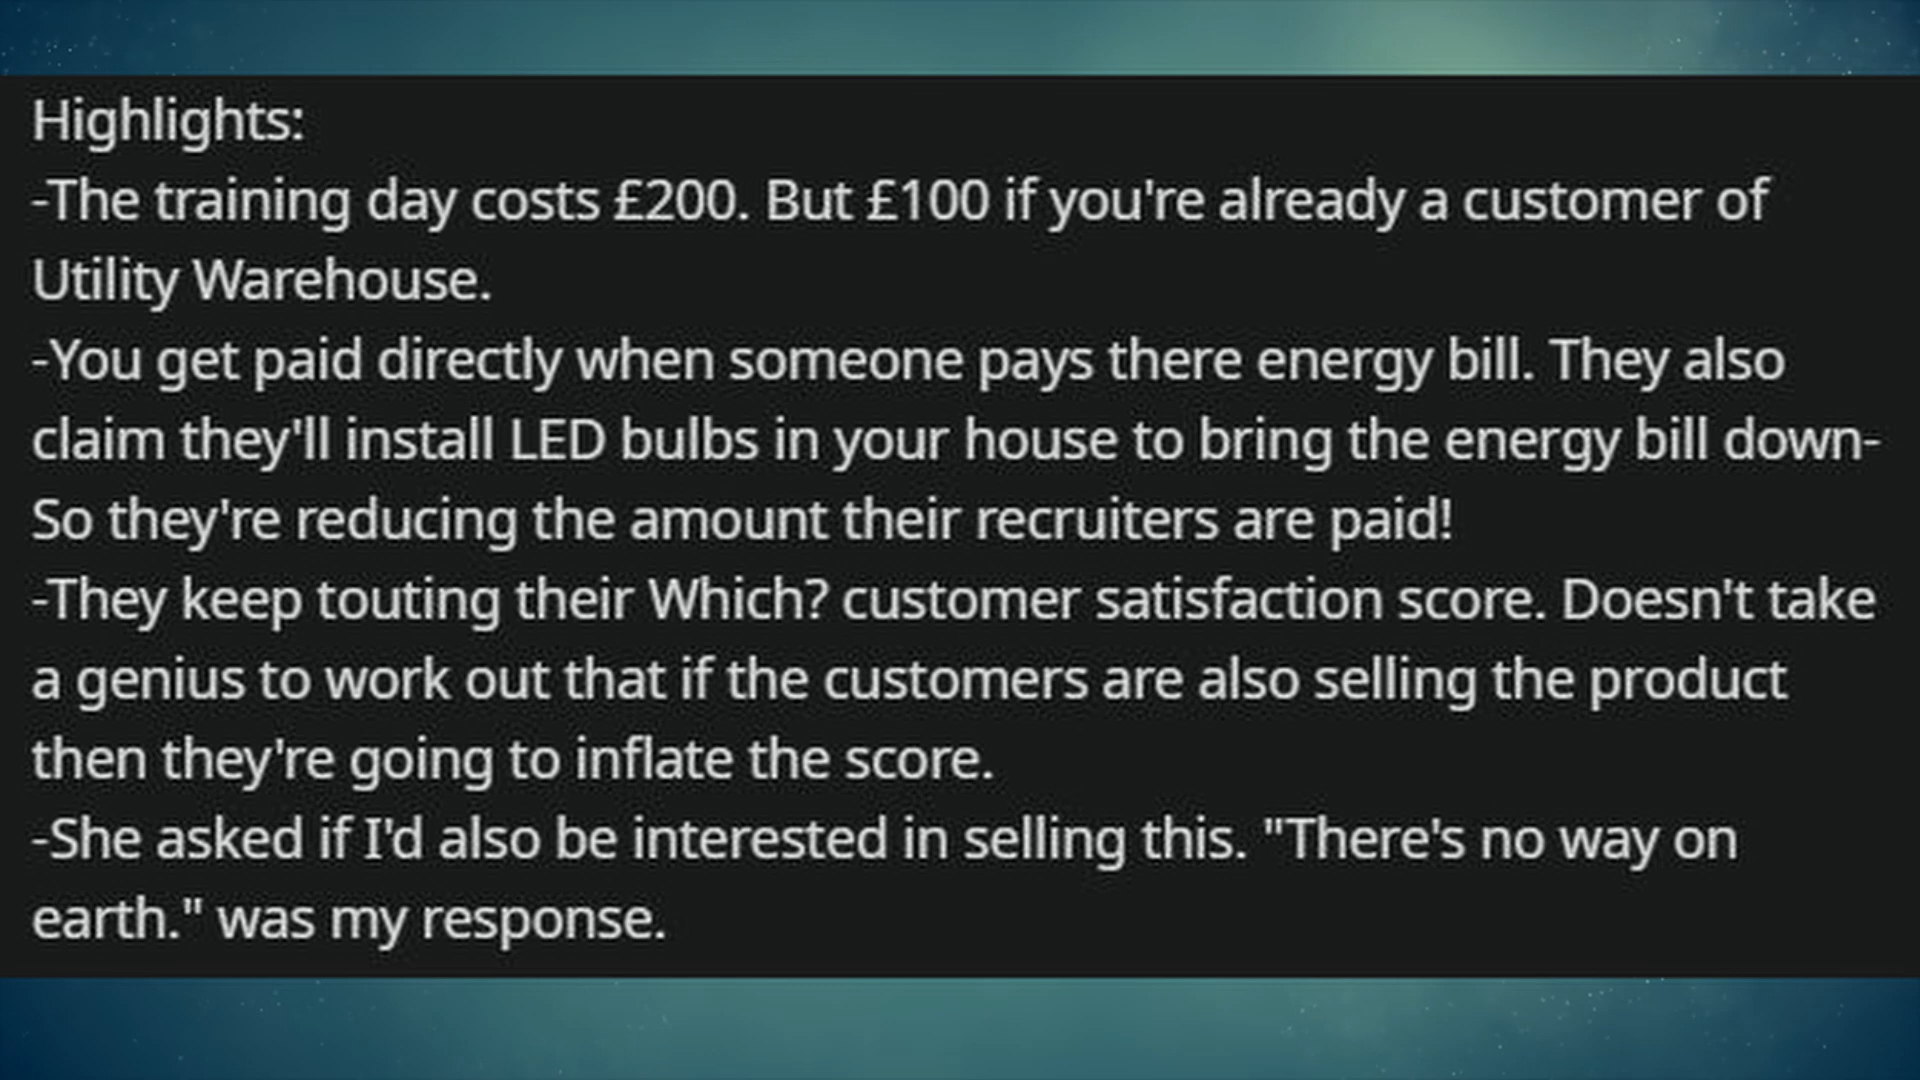 Highlights:
-The training day costs £200. But £100 if you're already a customer of
Utility Warehouse.
-You get paid directly when someone pays there energy bill. They also
claim they'll install LED bulbs in your house to bring the energy bill down-
So they're reducing the amount their recruiters are paid!
-They keep touting their Which? customer satisfaction score. Doesn't take
a genius to work out that if the customers are also selling the product
then they're going to inflate the score.
-She asked if I'd also be interested in selling this. "There's no way on
earth." was my response.